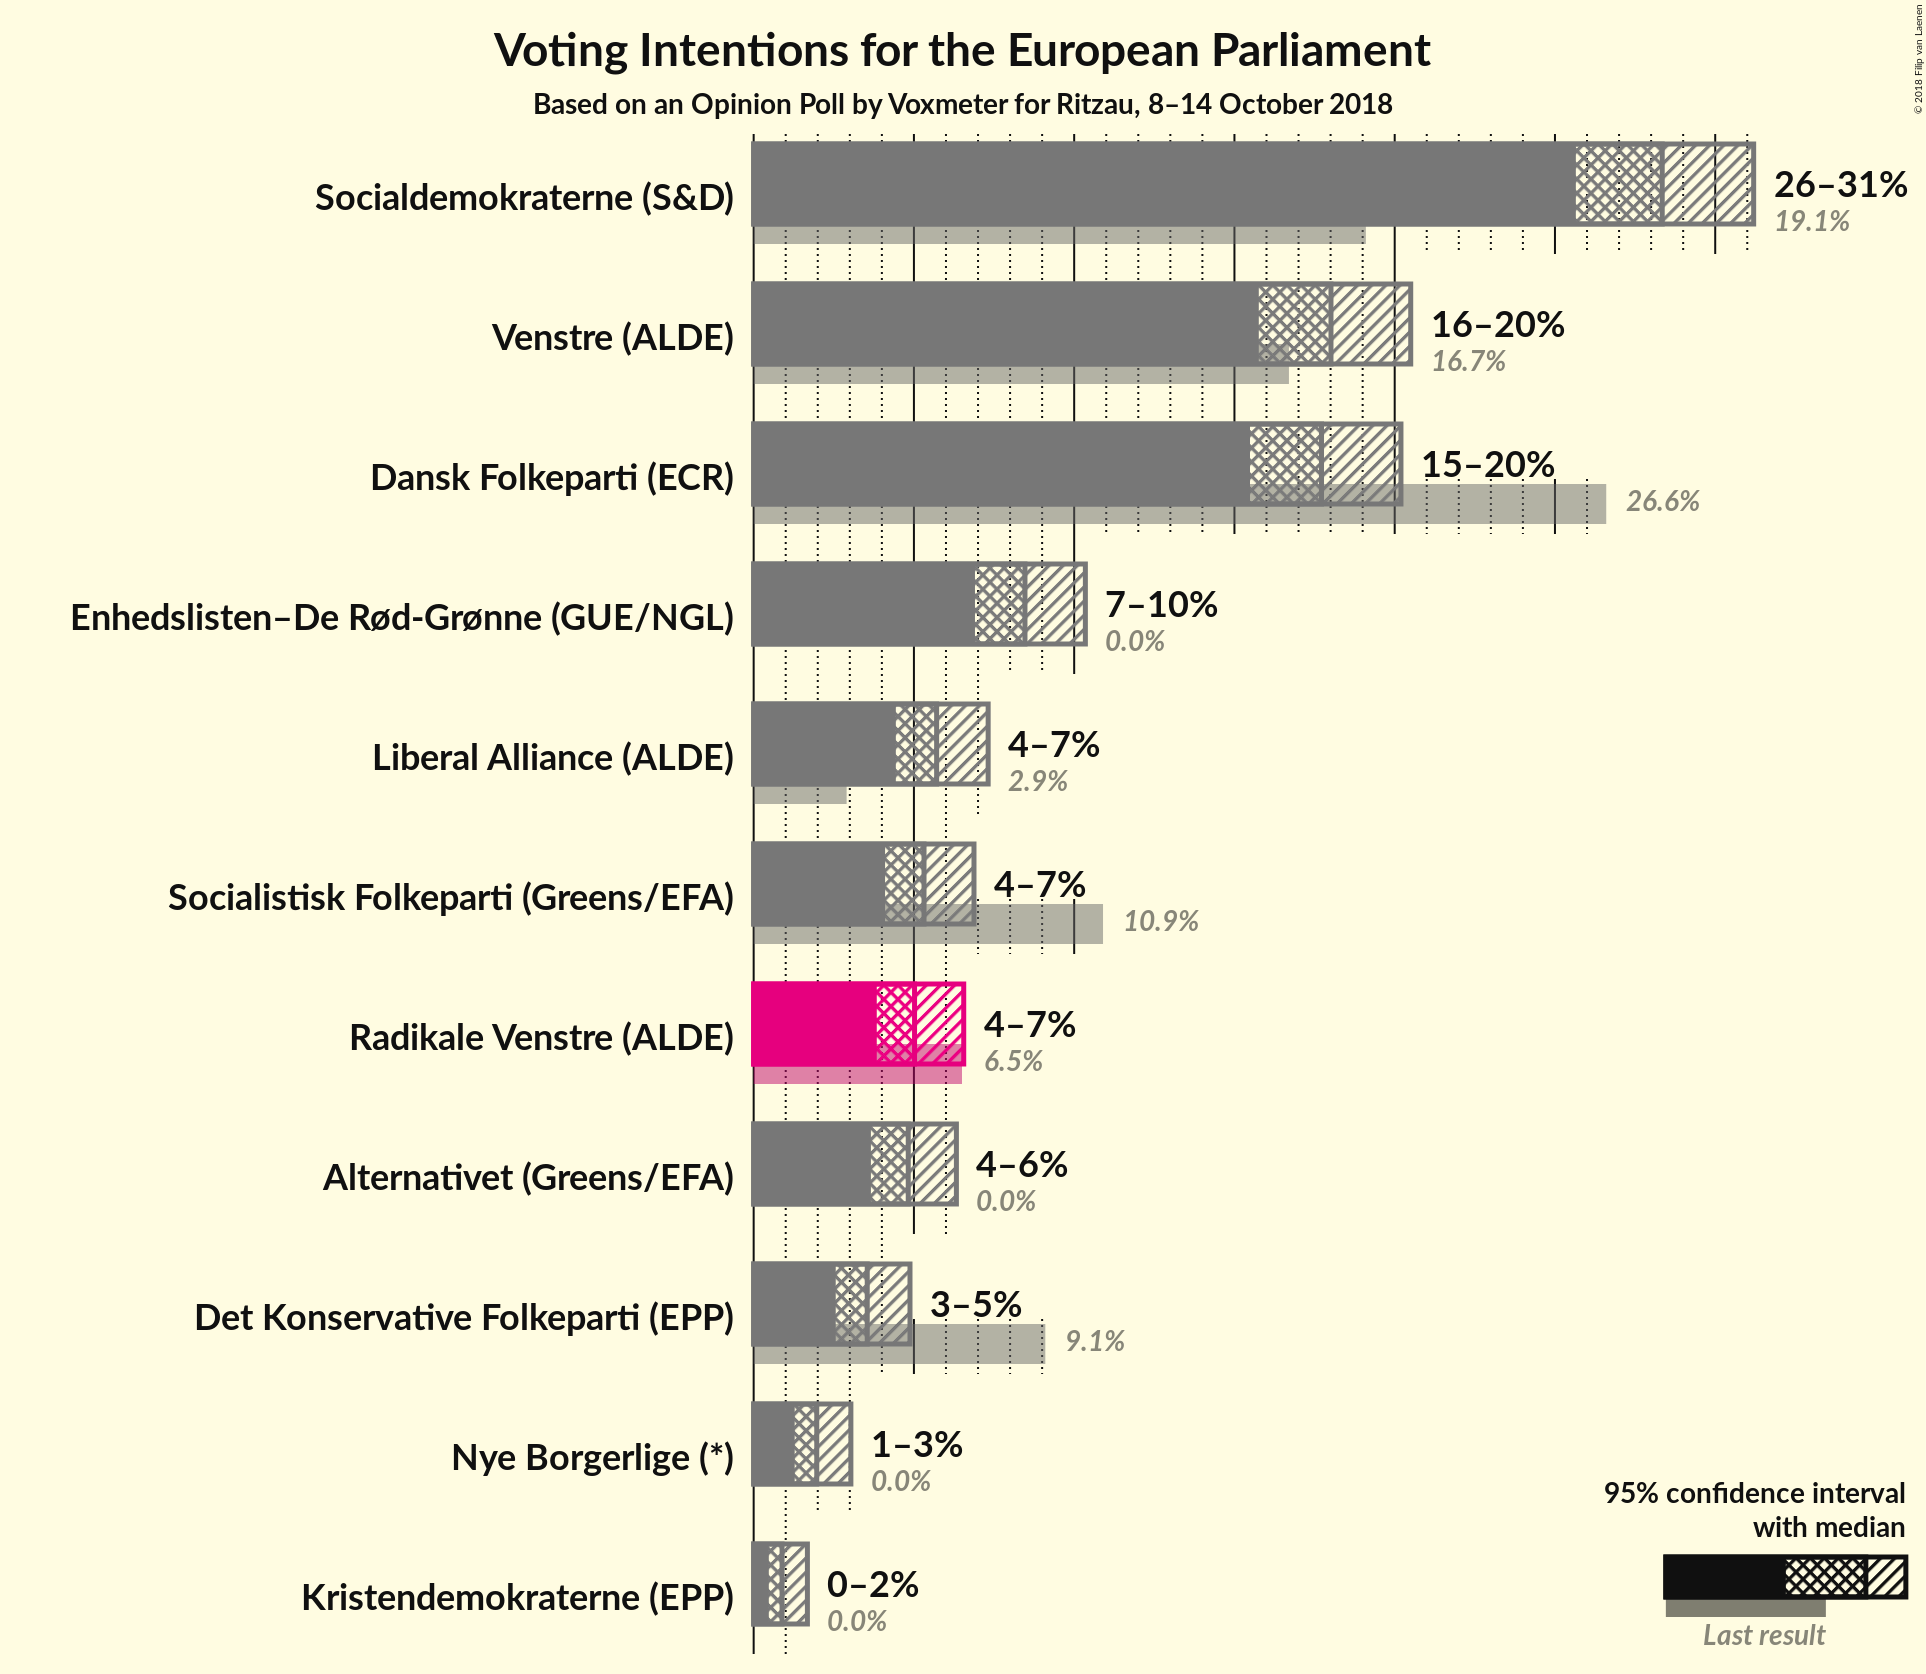 Voting Intentions for the European Parliament
Based on an Opinion Poll by Voxmeter for Ritzau, 8–14 October 2018
© 2018 Filip van Laenen
Socialdemokraterne (S&D)
26–31%
19.1%
Venstre (ALDE)
16–20%
16.7%
Dansk Folkeparti (ECR)
15–20%
26.6%
Enhedslisten–De Rød-Grønne (GUE/NGL)
7–10%
0.0%
Liberal Alliance (ALDE)
4–7%
2.9%
Socialistisk Folkeparti (Greens/EFA)
4–7%
10.9%
Radikale Venstre (ALDE)
4–7%
6.5%
Alternativet (Greens/EFA)
4–6%
0.0%
Det Konservative Folkeparti (EPP)
3–5%
9.1%
Nye Borgerlige (*)
1–3%
0.0%
Kristendemokraterne (EPP)
0–2%
0.0%
95% confidence interval
with median
Last result